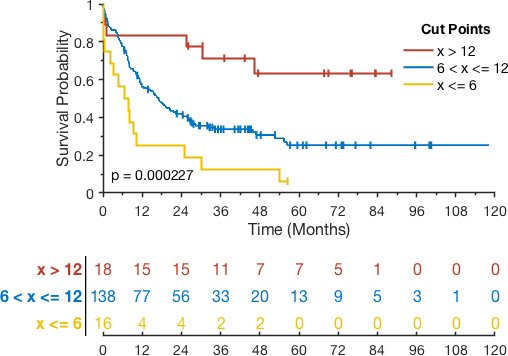 1
0.8
0.6
0.4
0.2
0
Survival Probability
Cut Points
x > 12
6 < x <= 12
x <= 6
p = 0.000227
0 12 24 36 48 60 72 84 96 108 120
Time (Months)
x > 12 18 15 15 11 7 7 5 1 0 0 0
6 < x <= 12 138 77 56 33 20 13 9 5 3 1 0
x <= 6 16 4 4 2 2 0 0 0 0 0 0
0 12 24 36 48 60 72 84 96 108 120